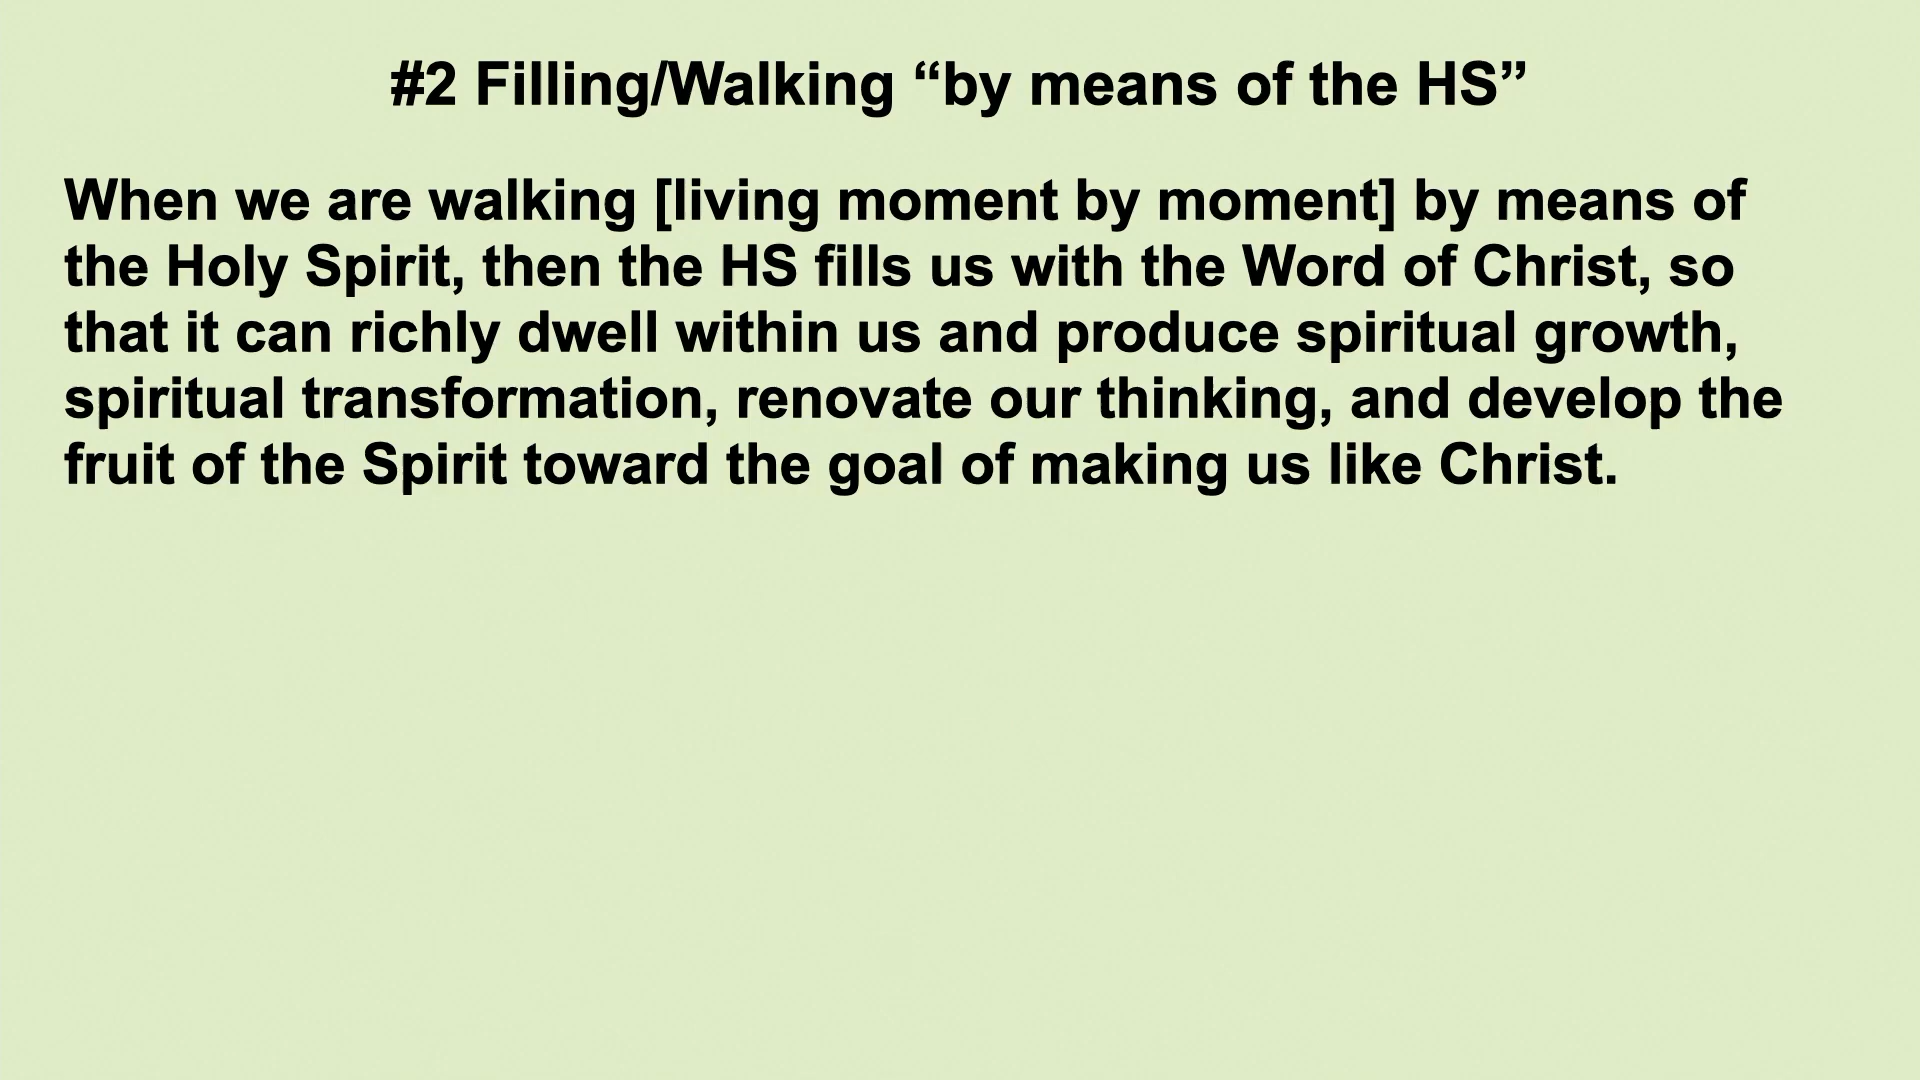 #2 Filling/Walking “by means of the HS”
When we are walking [living moment by moment] by means of
the Holy Spirit, then the HS fills us with the Word of Christ, so
that it can richly dwell within us and produce spiritual growth,
spiritual transformation, renovate our thinking, and develop the
fruit of the Spirit toward the goal of making us like Christ.